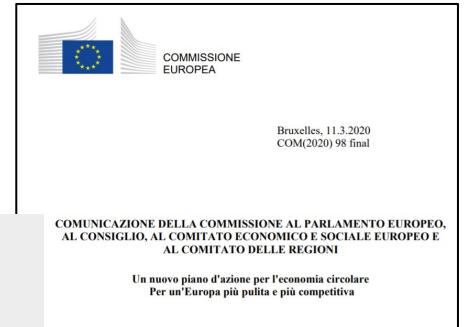 COMMISSIONE
EUROPEA
Bruxelles, 11.3.2020
COM(2020) 98 final
COMUNICAZIONE DELLA COMMISSIONE AL PARLAMENTO EUROPEO,
AL CONSIGLIO, AL COMITATO ECONOMICO E SOCIALE EUROPEO E
AL COMITATO DELLE REGIONI
Un nuovo piano d'azione per l'economia circolare
Per un'Europa più pulita e più competitiva